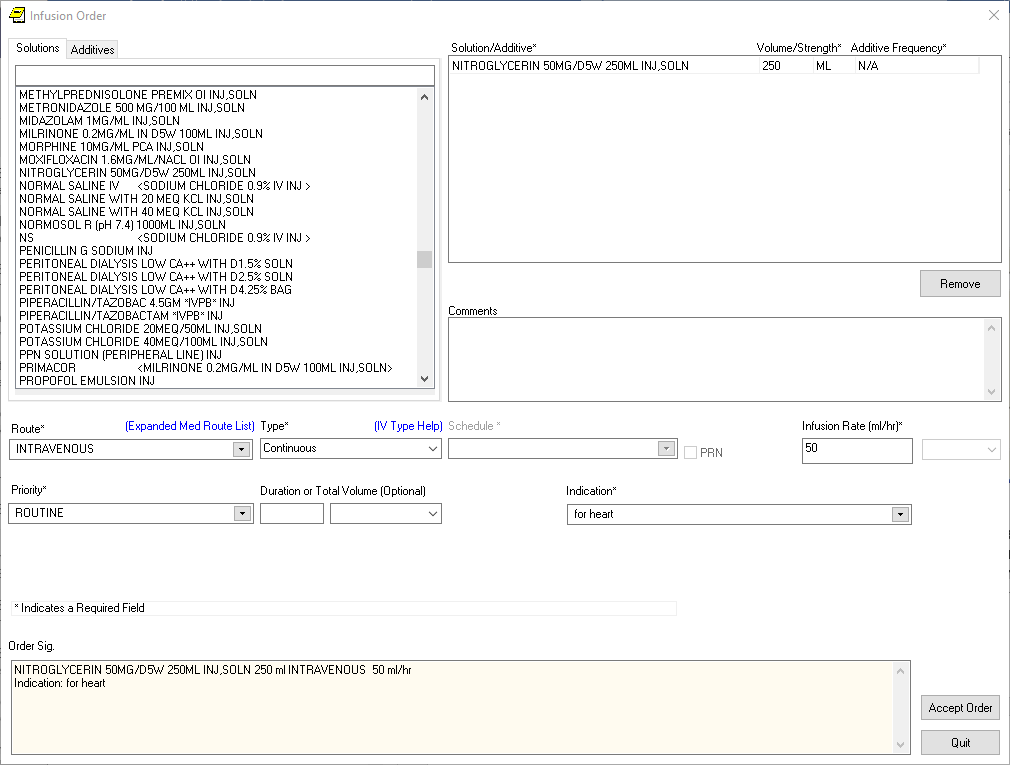 Infusion Order
Solutions Additives
METHYLPREDNISOLONE PREMIX OI INJ,SOLN
METRONIDAZOLE 500 MG/100 ML INJ,SOLN
MIDAZOLAM 1MG/ML INJ,SOLN
MILRINONE 0.2MG/ML IN D5W 100ML INJ,SOLN
MORPHINE 10MG/ML PCA INJ,SOLN
MOXIFLOXACIN 1.6MG/ML/NACL OI INJ,SOLN
NITROGLYCERIN 50MG/D5W 250ML INJ,SOLN
NORMAL SALINE IV <SODIUM CHLORIDE 0.9% IV INJ >
NORMAL SALINE WITH 20 MEQ KCL INJ,SOLN
NORMAL SALINE WITH 40 MEQ KCL INJ,SOLN
NORMOSOL R (pH 7.4) 1000ML INJ,SOLN
NS <SODIUM CHLORIDE 0.9% IV INJ >
PENICILLIN G SODIUM INJ
PERITONEAL DIALYSIS LOW CA++ WITH D1.5% SOLN
PERITONEAL DIALYSIS LOW CA++ WITH D2.5% SOLN
PERITONEAL DIALYSIS LOW CA++ WITH D4.25% BAG
PIPERACILLIN/TAZOBAC 4.5GM *IVPB* INJ
PIPERACILLIN/TAZOBACTAM *IVPB* INJ
POTASSIUM CHLORIDE 20MEQ/50ML INJ,SOLN
POTASSIUM CHLORIDE 40MEQ/100ML INJ,SOLN
PPN SOLUTION (PERIPHERAL LINE) INJ
PRIMACOR <MILRINONE 0.2MG/ML IN D5W 100ML INJ,SOLN>
PROPOFOL EMULSION INJ
Solution/Additive* Volume/Strength* Additive Frequency*
NITROGLYCERIN 50MG/D5W 250ML INJ,SOLN 250 ML N/A
Remove
Comments
Route* (Expanded Med Route List) Type* (IV Type Help) Schedule * Infusion Rate (ml/hr)*
INTRAVENOUS Continuous PRN 50
Priority* Duration or Total Volume (Optional) Indication*
ROUTINE for heart
* Indicates a Required Field
Order Sig.
NITROGLYCERIN 50MG/D5W 250ML INJ,SOLN 250 ml INTRAVENOUS 50 ml/hr
Indication: for heart
Accept Order
Quit